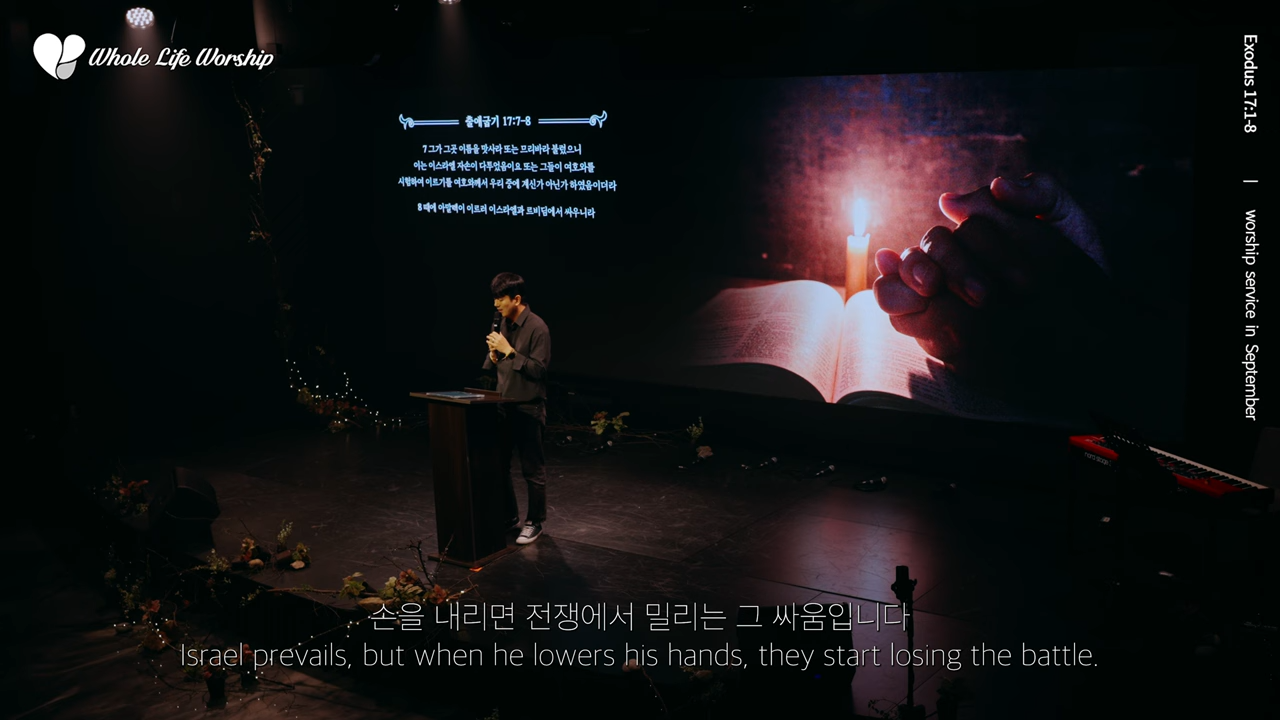 Whole Life Worship
출애굽기 17:7-8
7 그가 그곳 이름을 맛사라 또는 므리바라 불렀으니
이는 이스라엘 자손이 다투었음이요 또는 그들이 여호와를
시험하여 이르기를 여호와께서 우리 중에 계신가 아닌가 하였음이더라
8 때에 아말렉이 이르러 이스라엘과 르비딤에서 싸우니라
Exodus 17:1-8 | worship service in September
손을 내리면 전쟁에서 밀리는 그 싸움입니다
Israel prevails, but when he lowers his hands, they start losing the battle.